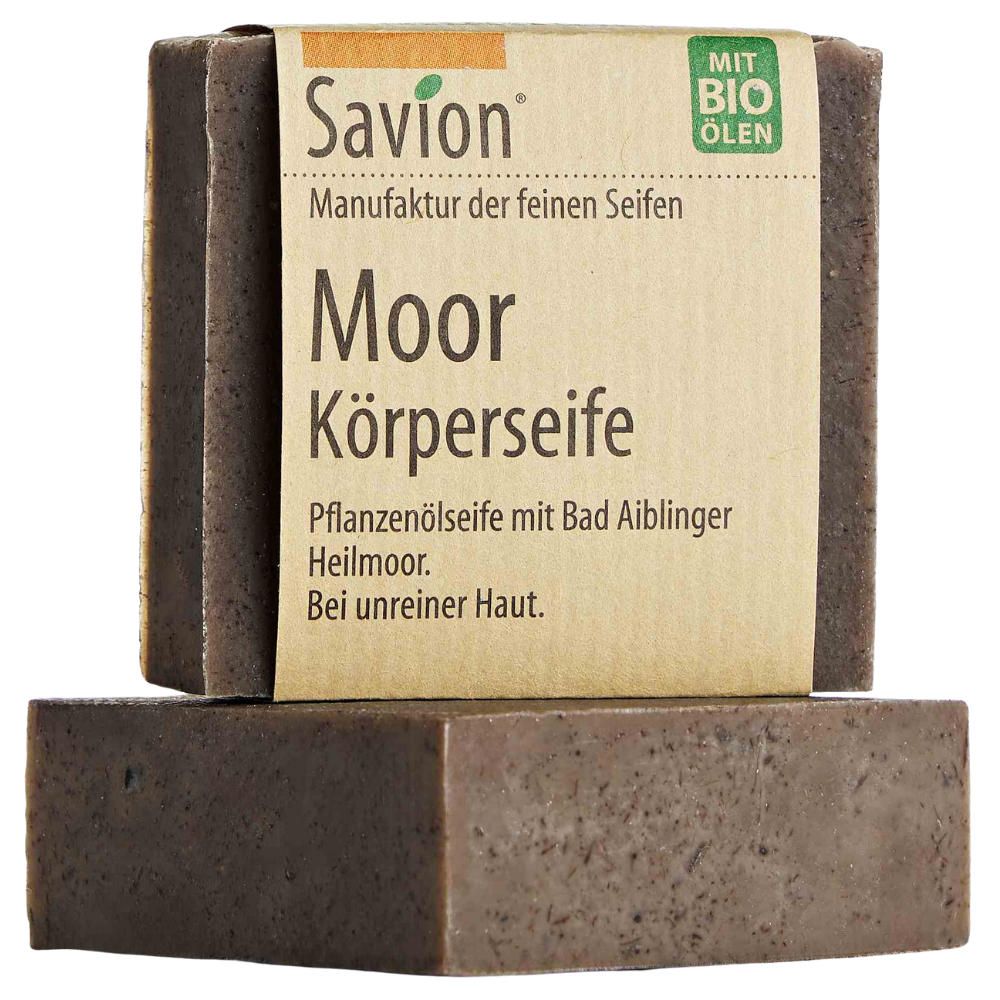 Savion®
MIT
BIO
ÖLEN
Manufaktur der feinen Seifen
Moor
Körperseife
Pflanzenölseife mit Bad Aiblinger
Heilmoor.
Bei unreiner Haut.